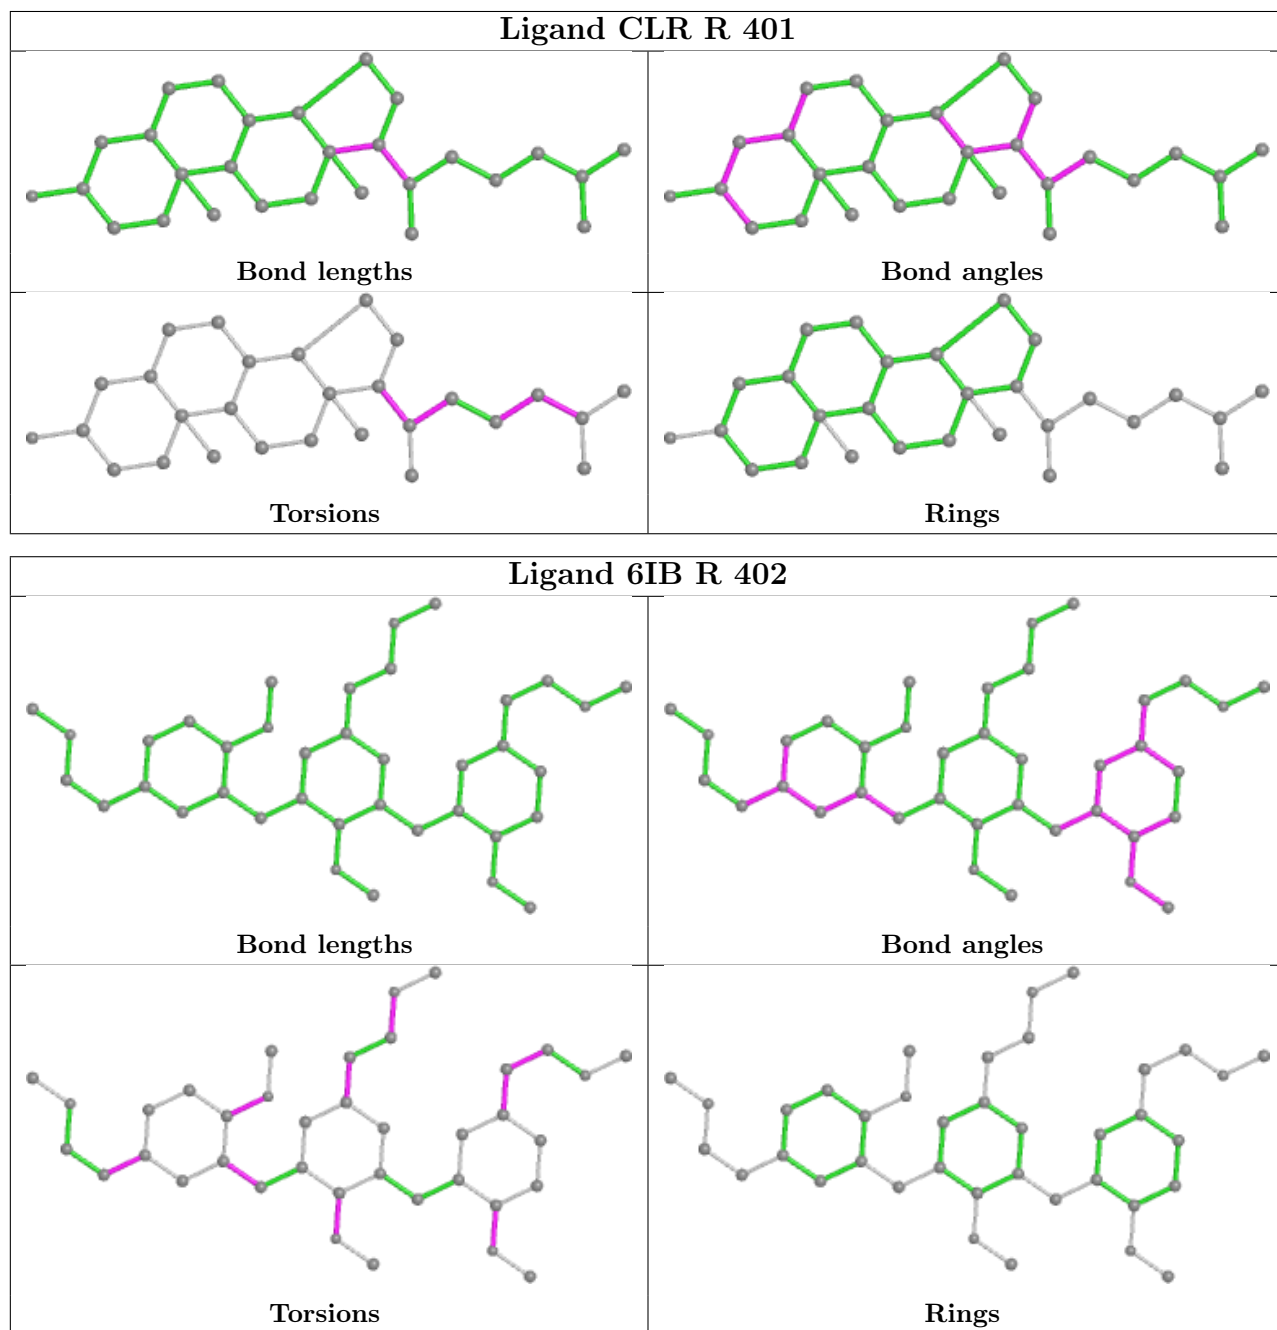 Ligand CLR R 401
Bond lengths
Bond angles
Torsions
Rings
Ligand 6IB R 402
Bond lengths
Bond angles
Torsions
Rings